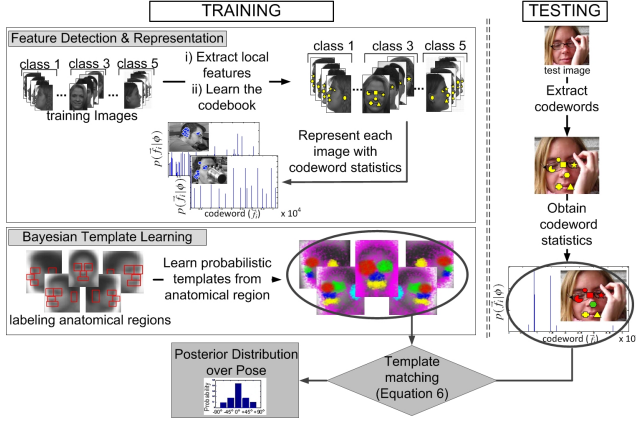 TRAINING
Feature Detection & Representation
class 1 class 3 class 5
training Images
i) Extract local
features
ii) Learn the
codebook
class 1 class 3 class 5
Represent each
image with
codeword statistics
p(f⃗i|ϕ)
p(f⃗i|ϕ)
codeword (f⃗i) x 10⁴
Bayesian Template Learning
labeling anatomical regions
Learn probabilistic
templates from
anatomical region
Posterior Distribution
over Pose
Probability
-90° -45° 0° +45° +90°
Template
matching
(Equation 6)
TESTING
test image
Extract
codewords
Obtain
codeword
statistics
p(f⃗i|ϕ)
codeword (f⃗i) x 10